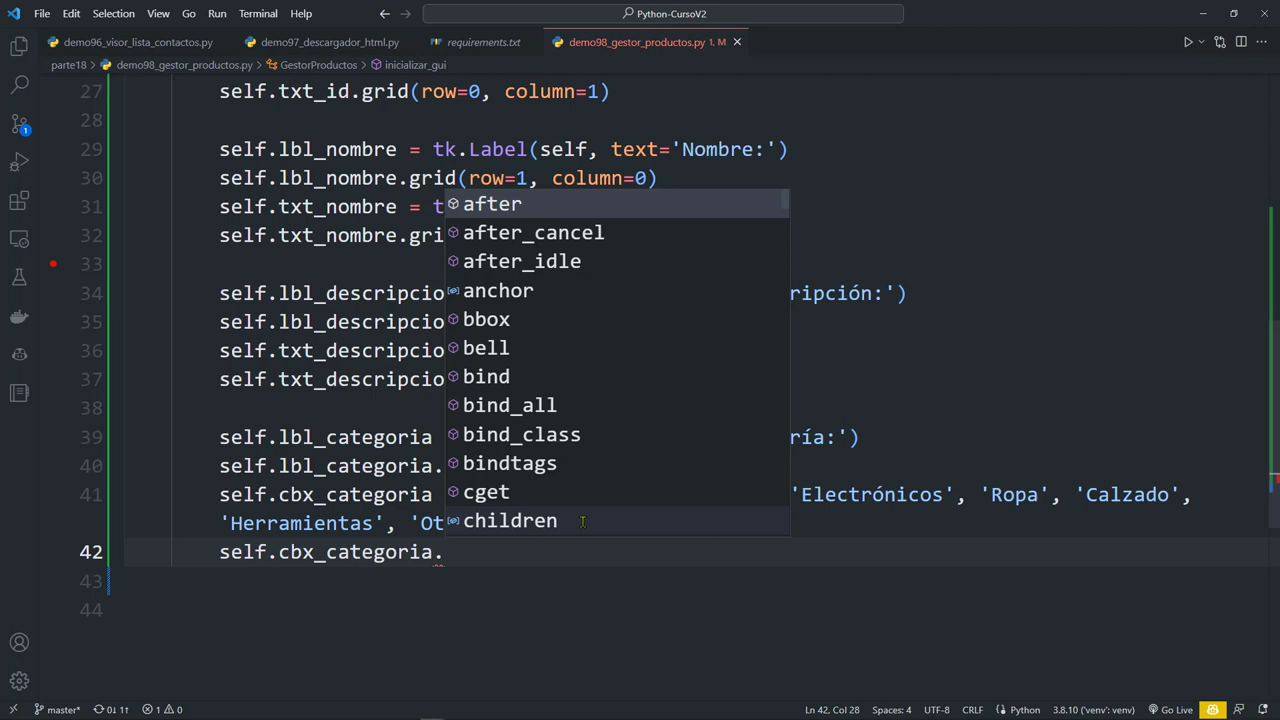 File Edit Selection View Go Run Terminal Help Python-CursoV2
demo96_visor_lista_contactos.py demo97_descargador_html.py requirements.txt demo98_gestor_productos.py 1, M
parte18 > demo98_gestor_productos.py > GestorProductos > inicializar_gui
27 self.txt_id.grid(row=0, column=1)
28
29 self.lbl_nombre = tk.Label(self, text='Nombre:')
30 self.lbl_nombre.grid(row=1, column=0)
31 self.txt_nombre = t
32 self.txt_nombre.gri
33
34 self.lbl_descripcio ripción:')
35 self.lbl_descripcio
36 self.txt_descripcio
37 self.txt_descripcio
38
39 self.lbl_categoria ría:')
40 self.lbl_categoria.
41 self.cbx_categoria 'Electrónicos', 'Ropa', 'Calzado',
'Herramientas', 'Ot
42 self.cbx_categoria.
43
44
after
after_cancel
after_idle
anchor
bbox
bell
bind
bind_all
bind_class
bindtags
cget
children
1
master* 0↓ 11↑ 1 0 Ln 42, Col 28 Spaces: 4 UTF-8 CRLF Python 3.8.10 ('venv': venv) Go Live